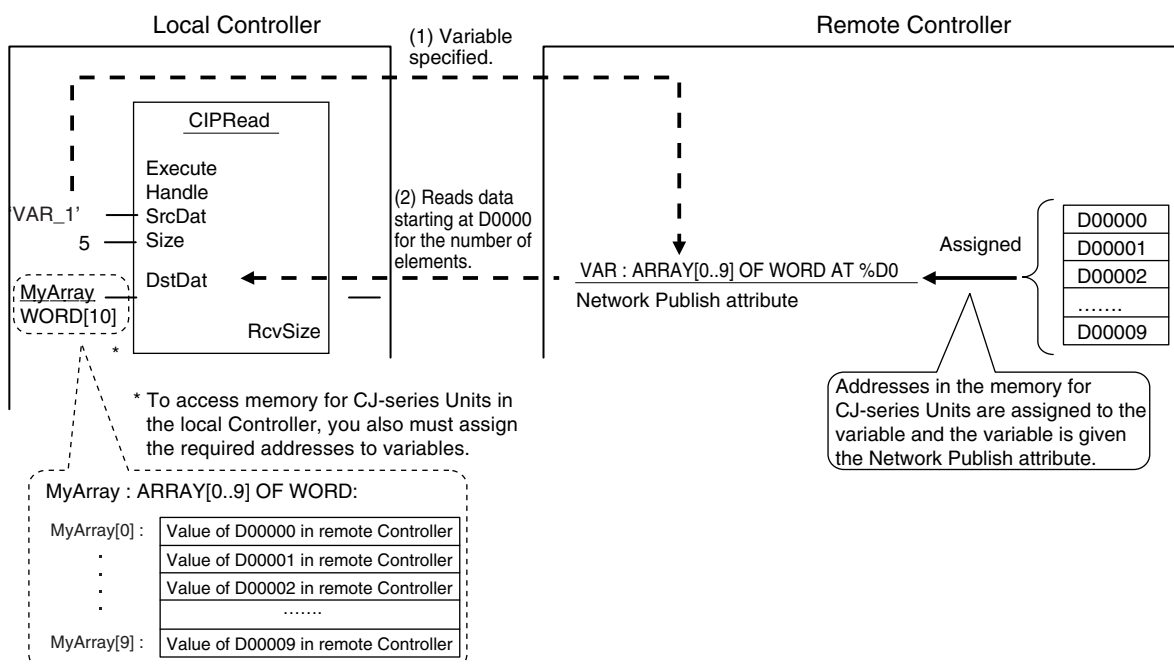 Local Controller
Remote Controller
(1) Variable
specified.
CIPRead
Execute
Handle
'VAR_1'
SrcDat
5
Size
MyArray
WORD[10]
DstDat
RcvSize
*
(2) Reads data
starting at D0000
for the number of
elements.
VAR : ARRAY[0..9] OF WORD AT %D0
Network Publish attribute
Assigned
D00000
D00001
D00002
.......
D00009
Addresses in the memory for
CJ-series Units are assigned to the
variable and the variable is given
the Network Publish attribute.
* To access memory for CJ-series Units in
the local Controller, you also must assign
the required addresses to variables.
MyArray : ARRAY[0..9] OF WORD:
MyArray[0] : Value of D00000 in remote Controller
Value of D00001 in remote Controller
Value of D00002 in remote Controller
.......
MyArray[9] : Value of D00009 in remote Controller